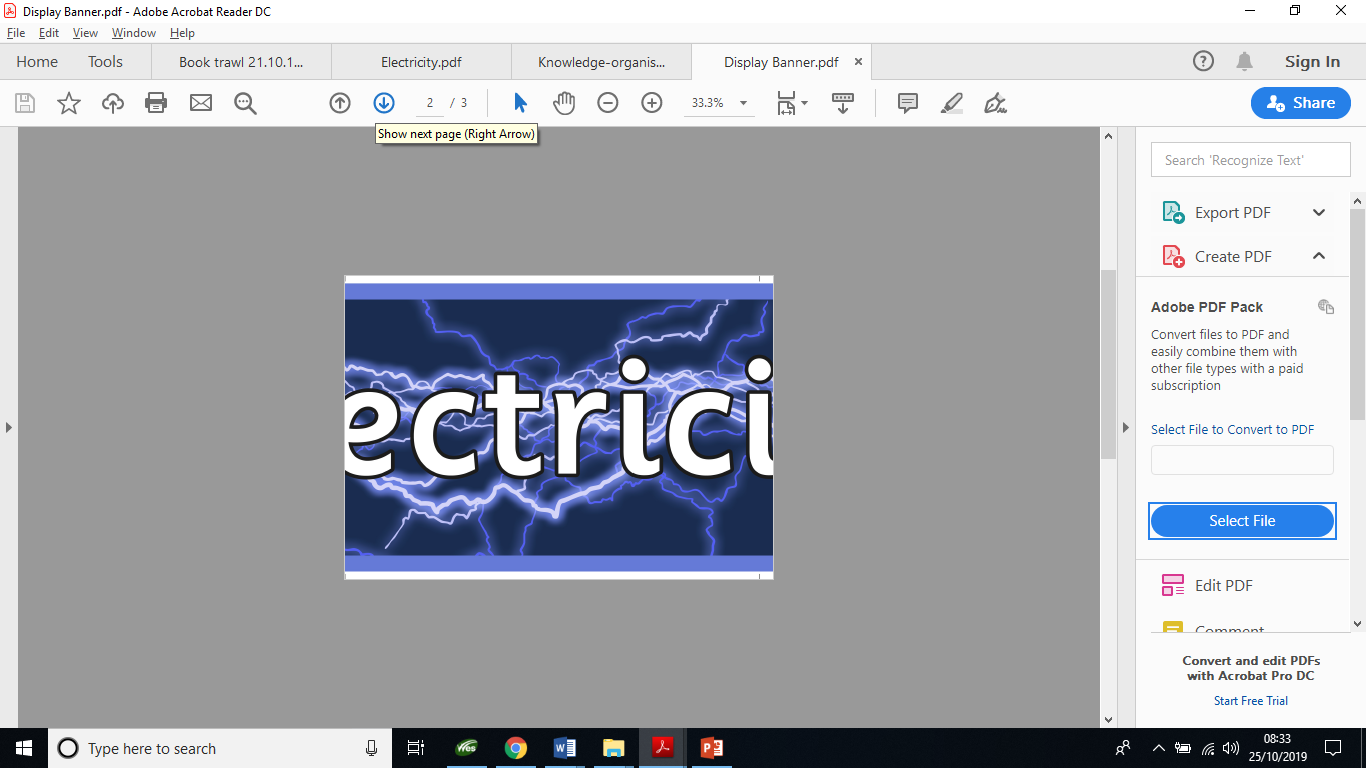 Display Banner.pdf - Adobe Acrobat Reader DC
File Edit View Window Help
Home Tools Book trawl 21.10.1... Electricity.pdf Knowledge-organis... Display Banner.pdf × Sign In
2 / 3 33.3% Share
Show next page (Right Arrow)
Search 'Recognize Text'
Export PDF
Create PDF
Adobe PDF Pack
Convert files to PDF and
easily combine them with
other file types with a paid
subscription
Select File to Convert to PDF
Select File
Edit PDF
Comment
Convert and edit PDFs
with Acrobat Pro DC
Start Free Trial
ectrici
Type here to search
08:33
25/10/2019